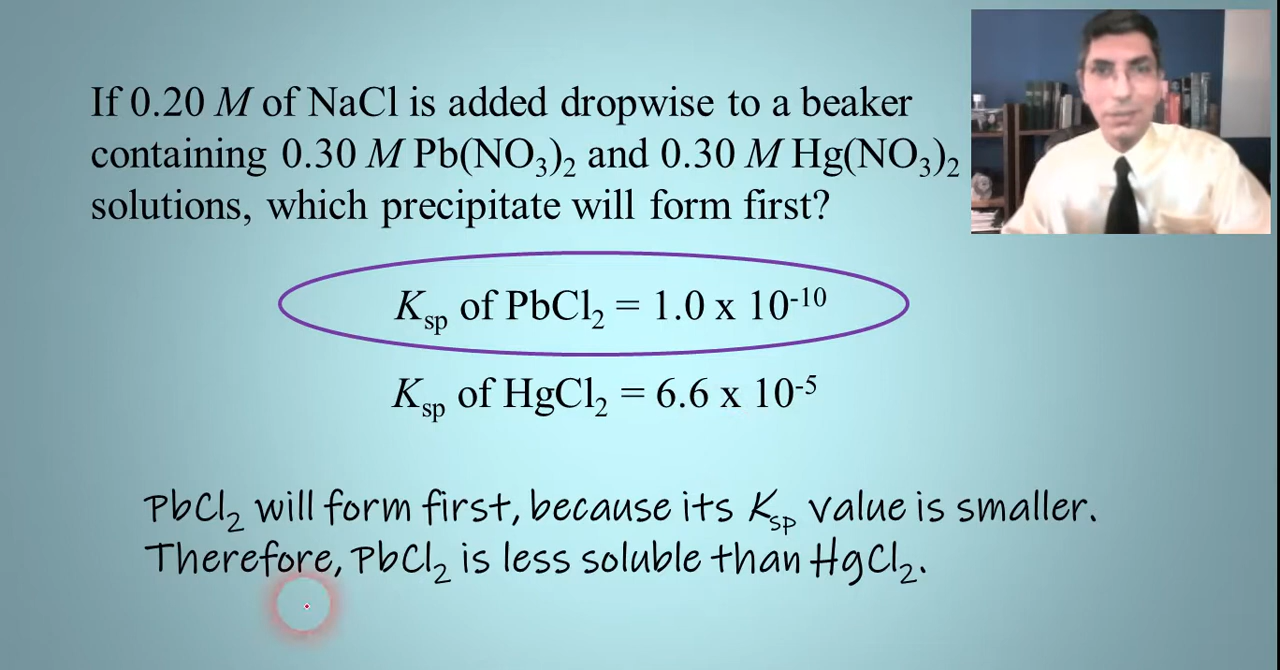 If 0.20 M of NaCl is added dropwise to a beaker
containing 0.30 M Pb(NO₃)₂ and 0.30 M Hg(NO₃)₂
solutions, which precipitate will form first?
Kₛₚ of PbCl₂ = 1.0 x 10⁻¹⁰
Kₛₚ of HgCl₂ = 6.6 x 10⁻⁵
PbCl₂ will form first, because its Kₛₚ value is smaller.
Therefore, PbCl₂ is less soluble than HgCl₂.